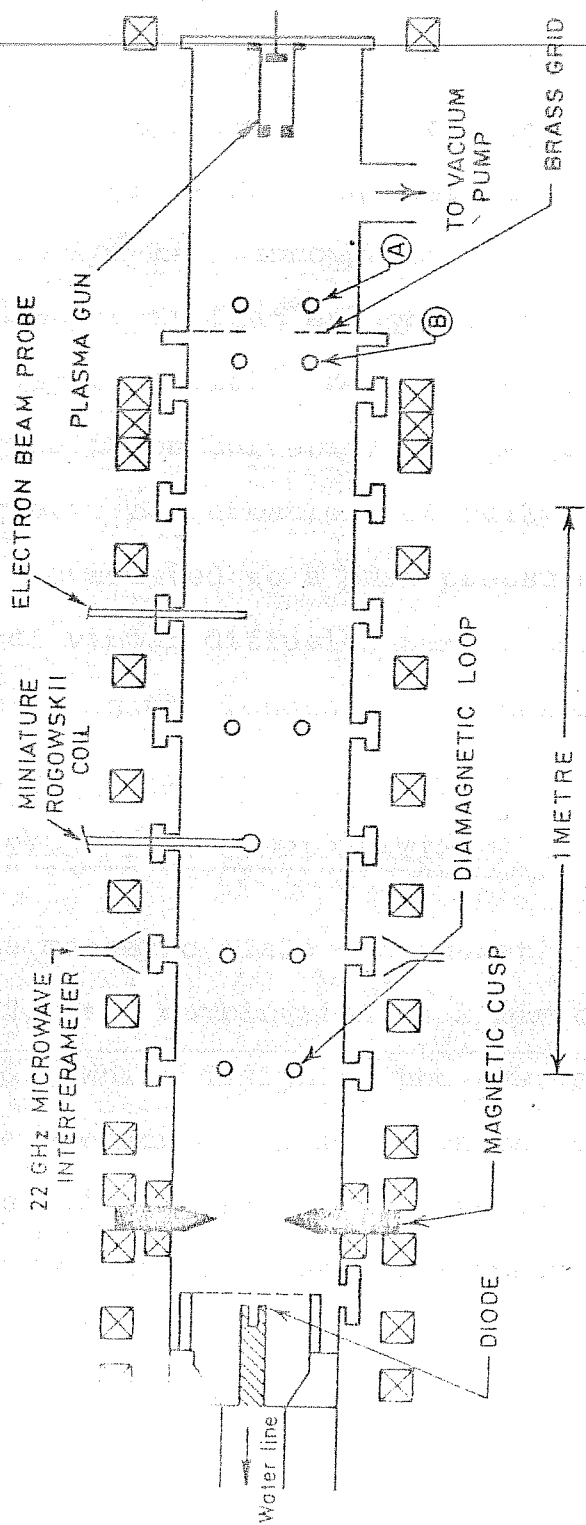 22 GHz MICROWAVE
INTERFERAMETER
MINIATURE
ROGOWSKII
COIL
ELECTRON BEAM PROBE
PLASMA GUN
Water line
DIODE
MAGNETIC CUSP
DIAMAGNETIC LOOP
1 METRE
B
A
TO VACUUM
PUMP
BRASS GRID